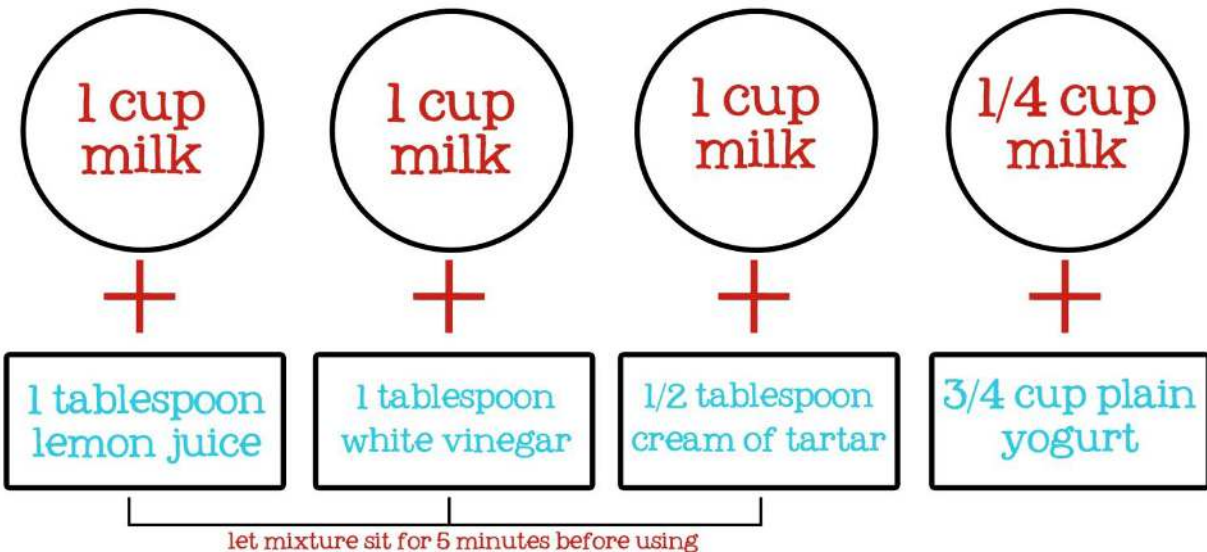 1 cup
milk
1 cup
milk
1 cup
milk
1/4 cup
milk
+
+
+
+
1 tablespoon
lemon juice
1 tablespoon
white vinegar
1/2 tablespoon
cream of tartar
3/4 cup plain
yogurt
let mixture sit for 5 minutes before using